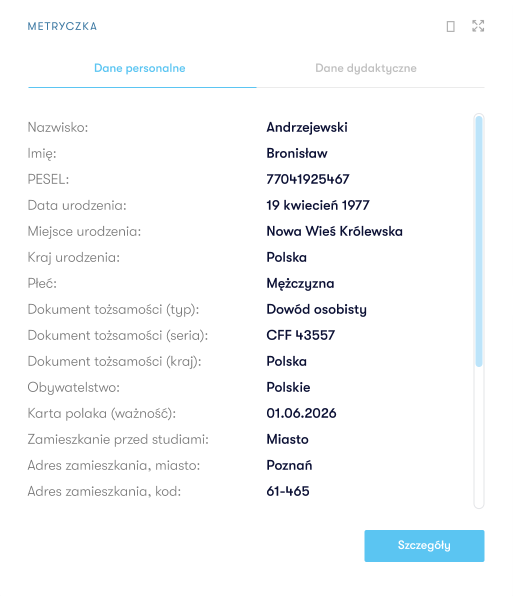 METRYCZKA
Dane personalne Dane dydaktyczne
Nazwisko: Andrzejewski
Imię: Bronisław
PESEL: 77041925467
Data urodzenia: 19 kwiecień 1977
Miejsce urodzenia: Nowa Wieś Królewska
Kraj urodzenia: Polska
Płeć: Mężczyzna
Dokument tożsamości (typ): Dowód osobisty
Dokument tożsamości (seria): CFF 43557
Dokument tożsamości (kraj): Polska
Obywatelstwo: Polskie
Karta polaka (ważność): 01.06.2026
Zamieszkanie przed studiami: Miasto
Adres zamieszkania, miasto: Poznań
Adres zamieszkania, kod: 61-465
Szczegóły